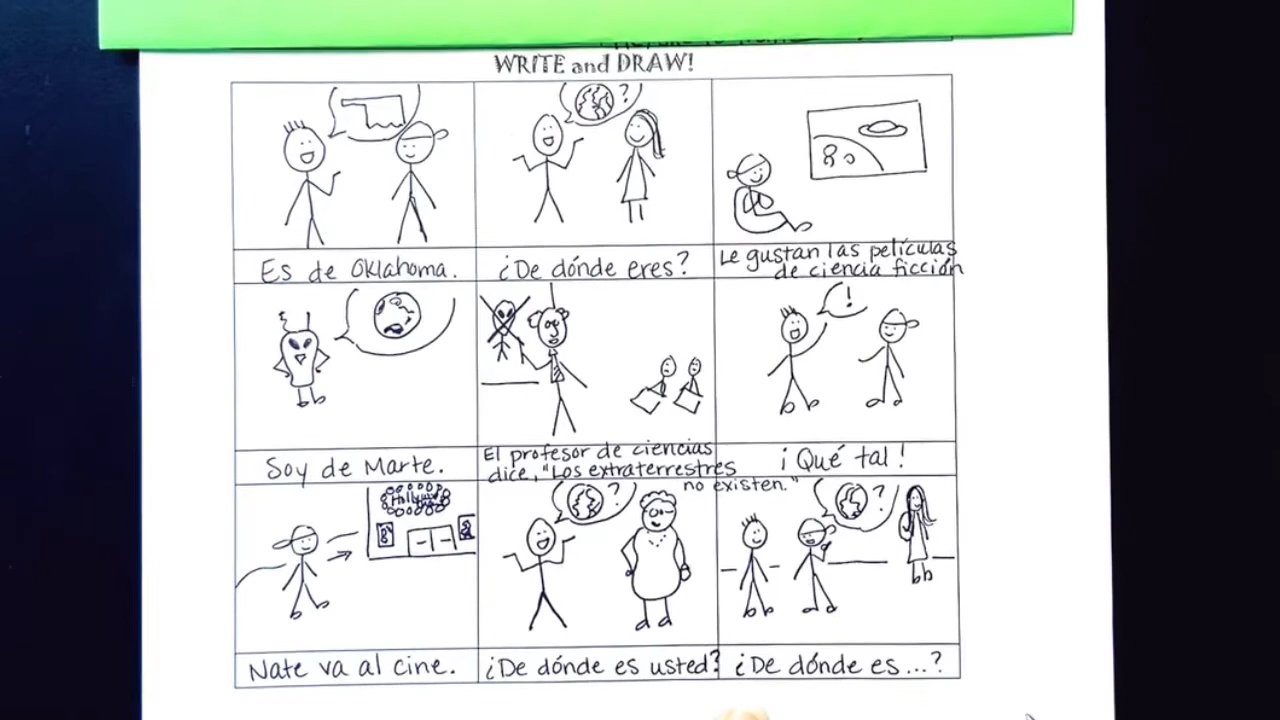 WRITE and DRAW!
?
Es de Oklahoma.
¿De dónde eres?
Le gustan las películas
de ciencia ficción
!
Soy de Marte.
El profesor de ciencias
dice, "Los extraterrestres
no existen."
¡Qué tal!
?
?
Nate va al cine.
¿De dónde es usted?
¿De dónde es...?